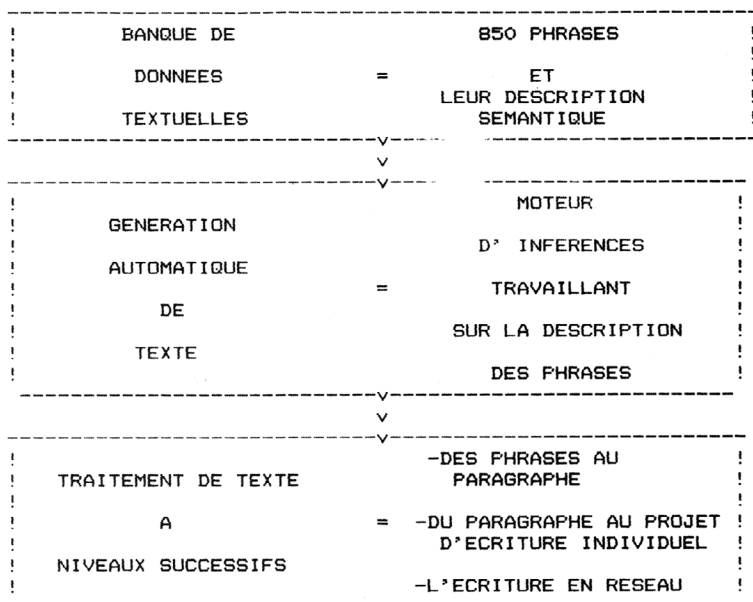 BANQUE DE 850 PHRASES
DONNEES = ET
LEUR DESCRIPTION
TEXTUELLES SEMANTIQUE
MOTEUR
GENERATION
D' INFERENCES
AUTOMATIQUE
= TRAVAILLANT
DE
SUR LA DESCRIPTION
TEXTE
DES PHRASES
-DES PHRASES AU
TRAITEMENT DE TEXTE PARAGRAPHE
A = -DU PARAGRAPHE AU PROJET
D'ECRITURE INDIVIDUEL
NIVEAUX SUCCESSIFS
-L'ECRITURE EN RESEAU